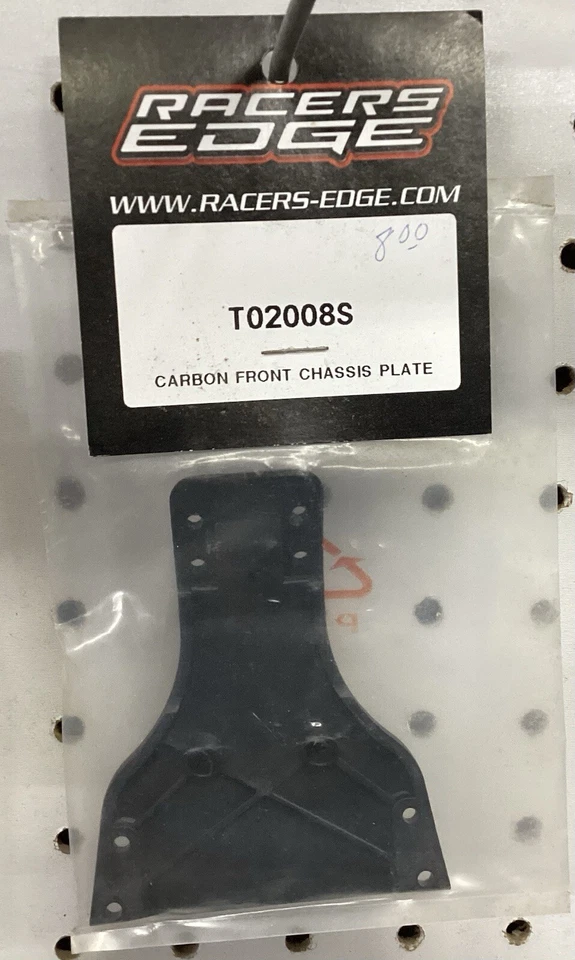 RACERS
EDGE
WWW.RACERS-EDGE.COM
8.00
T02008S
CARBON FRONT CHASSIS PLATE